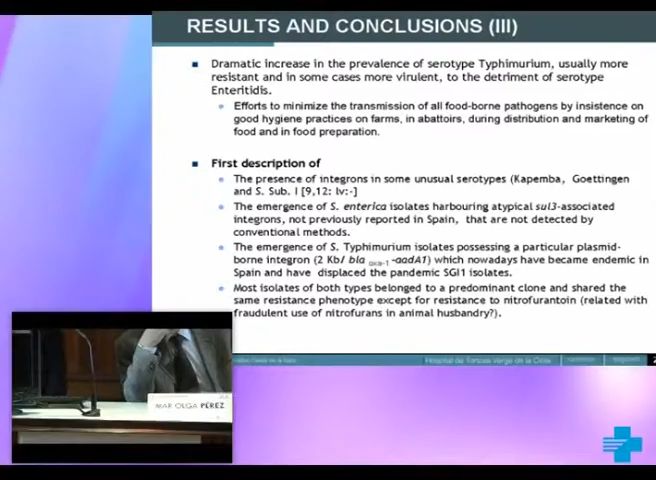 RESULTS AND CONCLUSIONS (III)
Dramatic increase in the prevalence of serotype Typhimurium, usually more
resistant and in some cases more virulent, to the detriment of serotype
Enteritidis.
Efforts to minimize the transmission of all food-borne pathogens by insistence on
good hygiene practices on farms, in abattoirs, during distribution and marketing of
food and in food preparation.
First description of
The presence of integrons in some unusual serotypes (Kapemba, Goettingen
and S. Sub. I [9,12: lv:-]
The emergence of S. enterica isolates harbouring atypical sul3-associated
integrons, not previously reported in Spain, that are not detected by
conventional methods.
The emergence of S. Typhimurium isolates possessing a particular plasmid-
borne integron (2 Kb/ bla oxa-1 -aadA1) which nowadays have became endemic in
Spain and have displaced the pandemic SGI1 isolates.
Most isolates of both types belonged to a predominant clone and shared the
same resistance phenotype except for resistance to nitrofurantoin (related with
fraudulent use of nitrofurans in animal husbandry?).
Hospital de Tortosa Verge de la Cinta
MAR OLGA PÉREZ